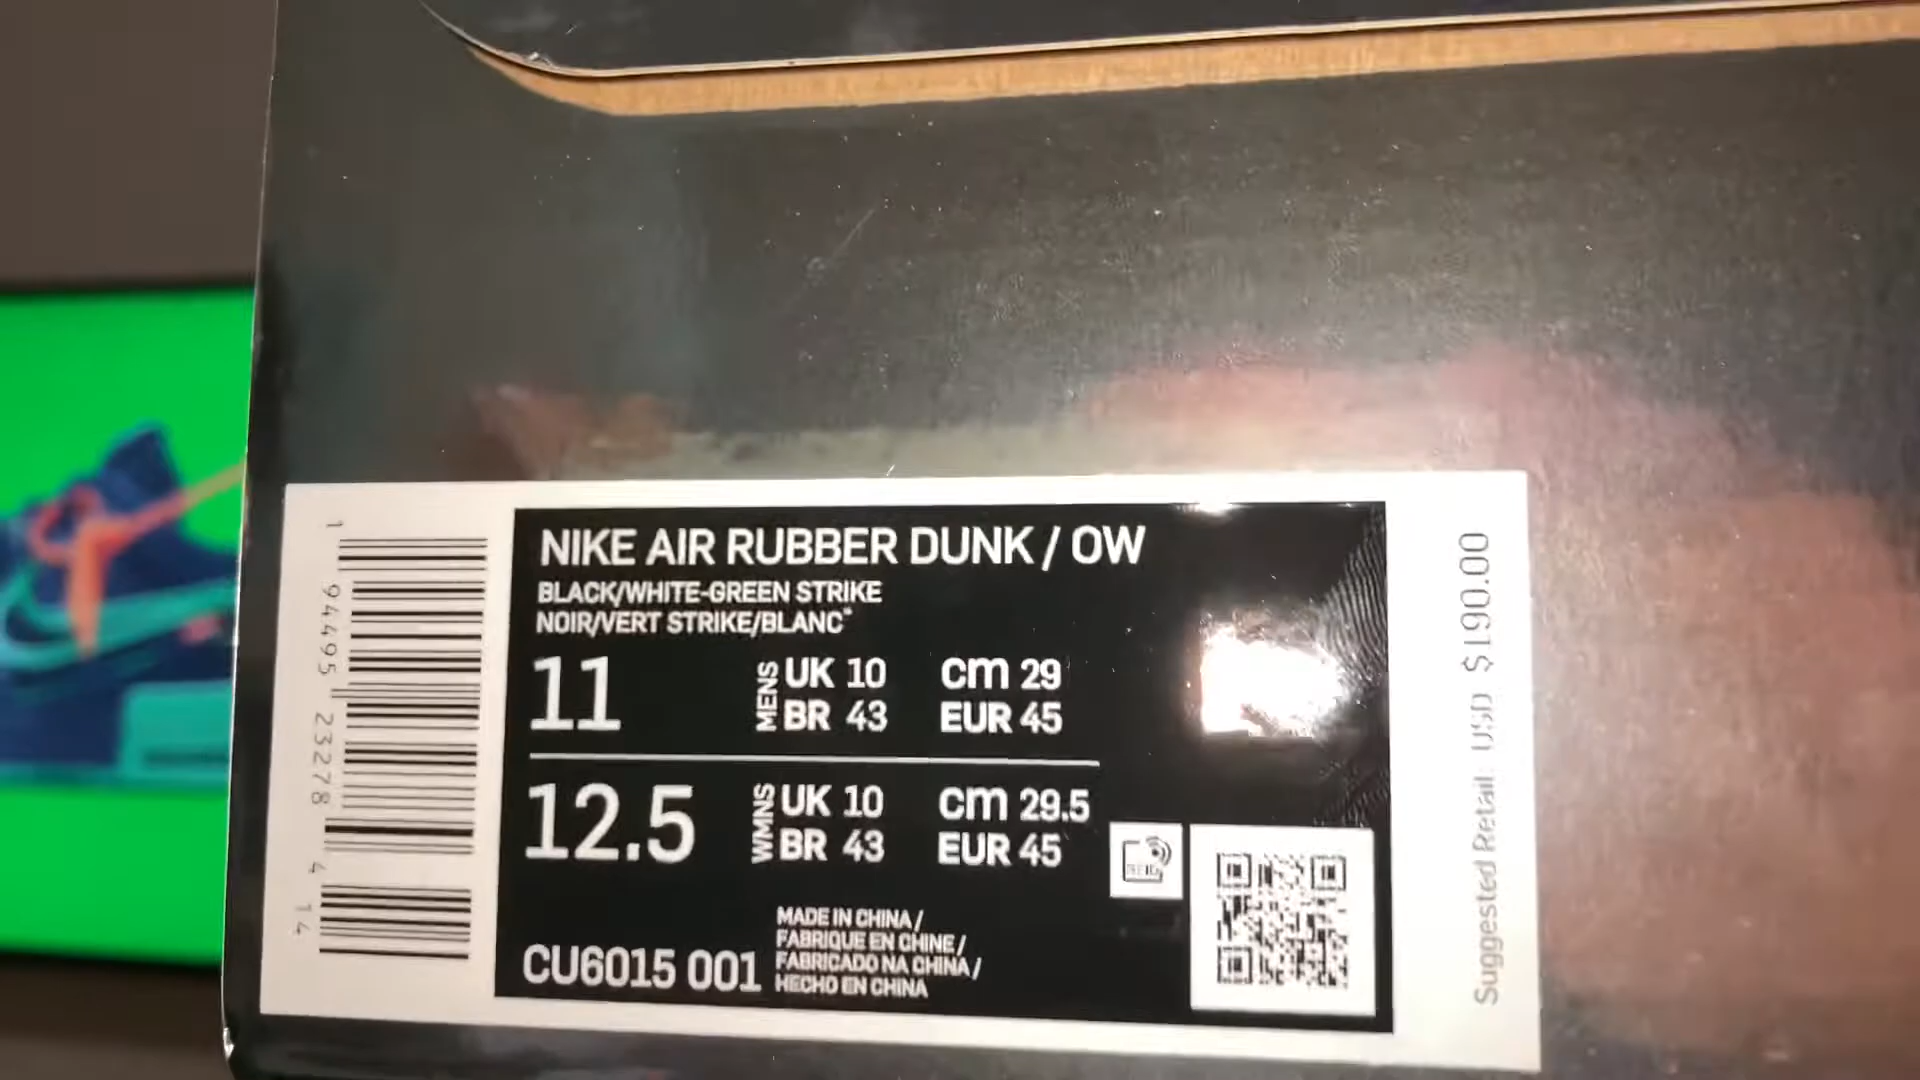 NIKE AIR RUBBER DUNK / OW
BLACK/WHITE-GREEN STRIKE
NOIR/VERT STRIKE/BLANC*
11
MENS
UK 10
cm 29
BR 43
EUR 45
12.5
WMNS
UK 10
cm 29.5
BR 43
EUR 45
CU6015 001
MADE IN CHINA /
FABRIQUE EN CHINE /
FABRICADO NA CHINA /
HECHO EN CHINA
RFID
1 94495 23278 4 14
Suggested Retail: USD $190.00